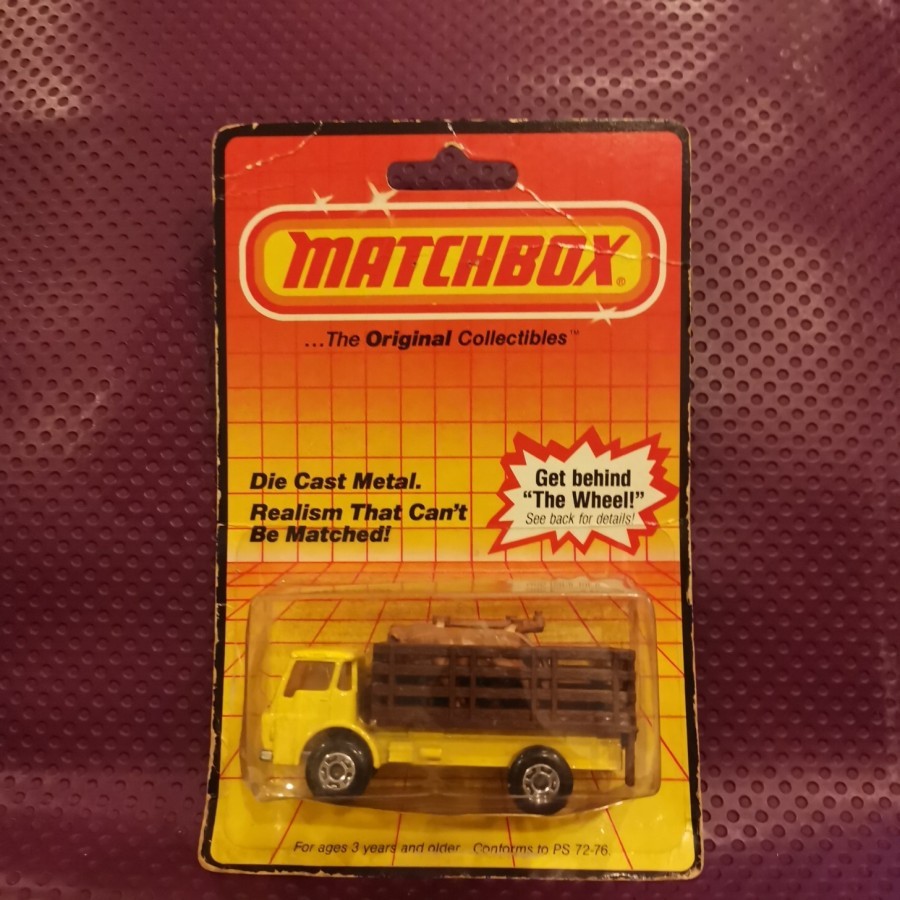 MATCHBOX®
...The Original Collectibles™
Die Cast Metal.
Realism That Can't
Be Matched!
Get behind
"The Wheel!"
See back for details!
For ages 3 years and older. Conforms to PS 72-76.